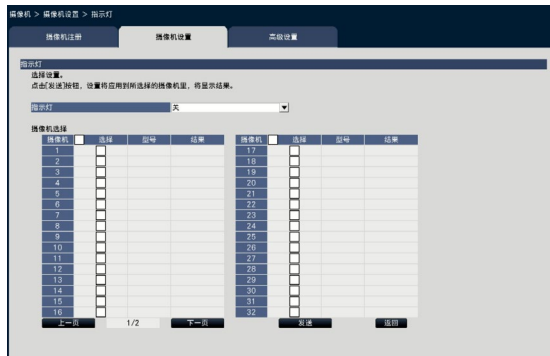 摄像机 > 摄像机设置 > 指示灯
摄像机注册 摄像机设置 高级设置
指示灯
选择设置。
点击[发送]按钮，设置将应用到所选择的摄像机里，将显示结果。
指示灯 关
摄像机选择
摄像机 选择 型号 结果 摄像机 选择 型号 结果
1 17
2 18
3 19
4 20
5 21
6 22
7 23
8 24
9 25
10 26
11 27
12 28
13 29
14 30
15 31
16 32
上一页 1/2 下一页 发送 返回